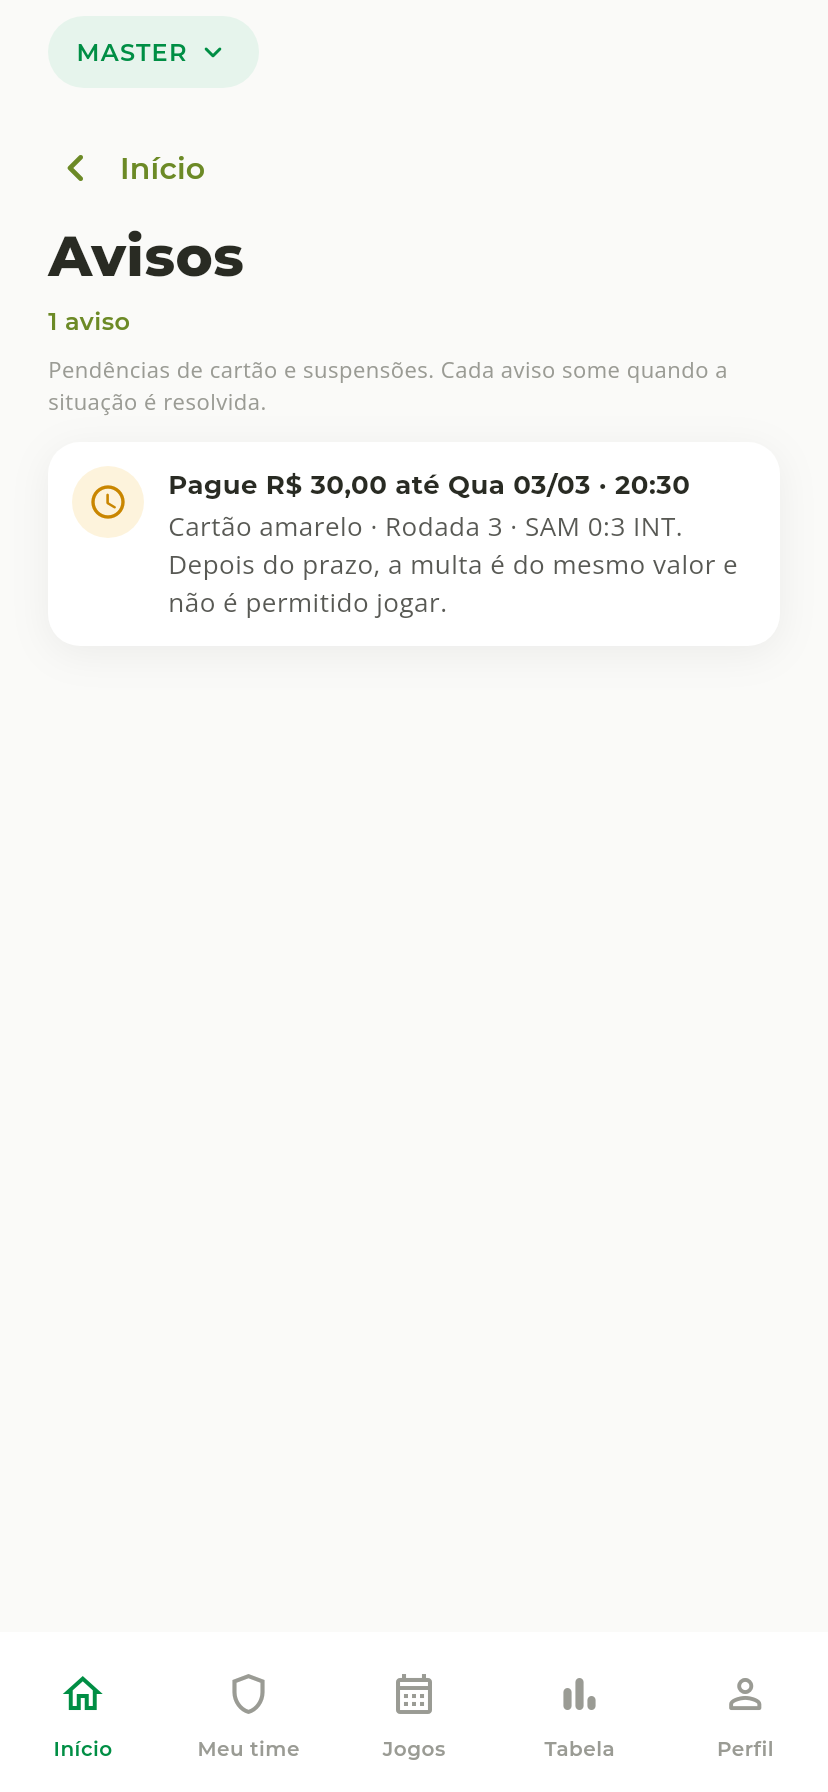 MASTER
Início
Avisos
1 aviso
Pendências de cartão e suspensões. Cada aviso some quando a
situação é resolvida.
Pague R$ 30,00 até Qua 03/03 · 20:30
Cartão amarelo · Rodada 3 · SAM 0:3 INT.
Depois do prazo, a multa é do mesmo valor e
não é permitido jogar.
Início
Meu time
Jogos
Tabela
Perfil